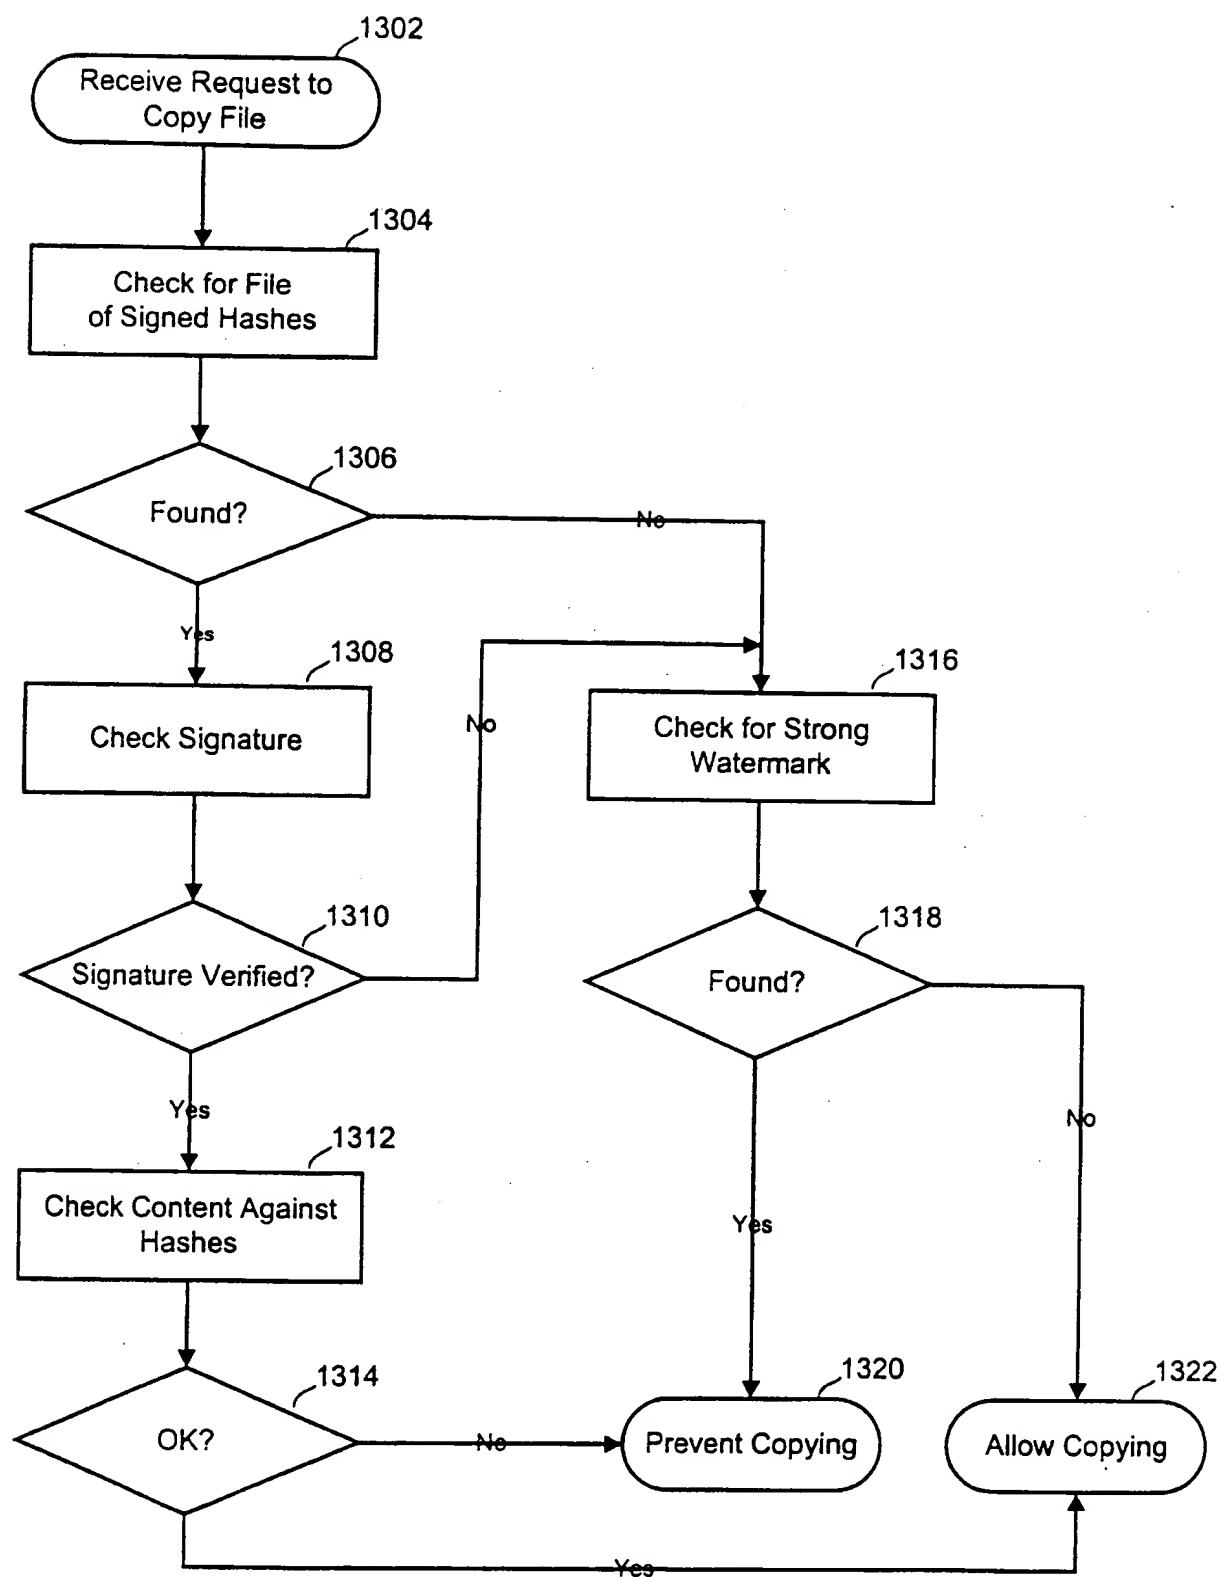 1302
Receive Request to
Copy File
1304
Check for File
of Signed Hashes
1306
Found?
No
Yes
1308
Check Signature
No
1316
Check for Strong
Watermark
1310
Signature Verified?
1318
Found?
Yes
No
1312
Check Content Against
Hashes
Yes
1314
OK?
No
1320
Prevent Copying
1322
Allow Copying
Yes